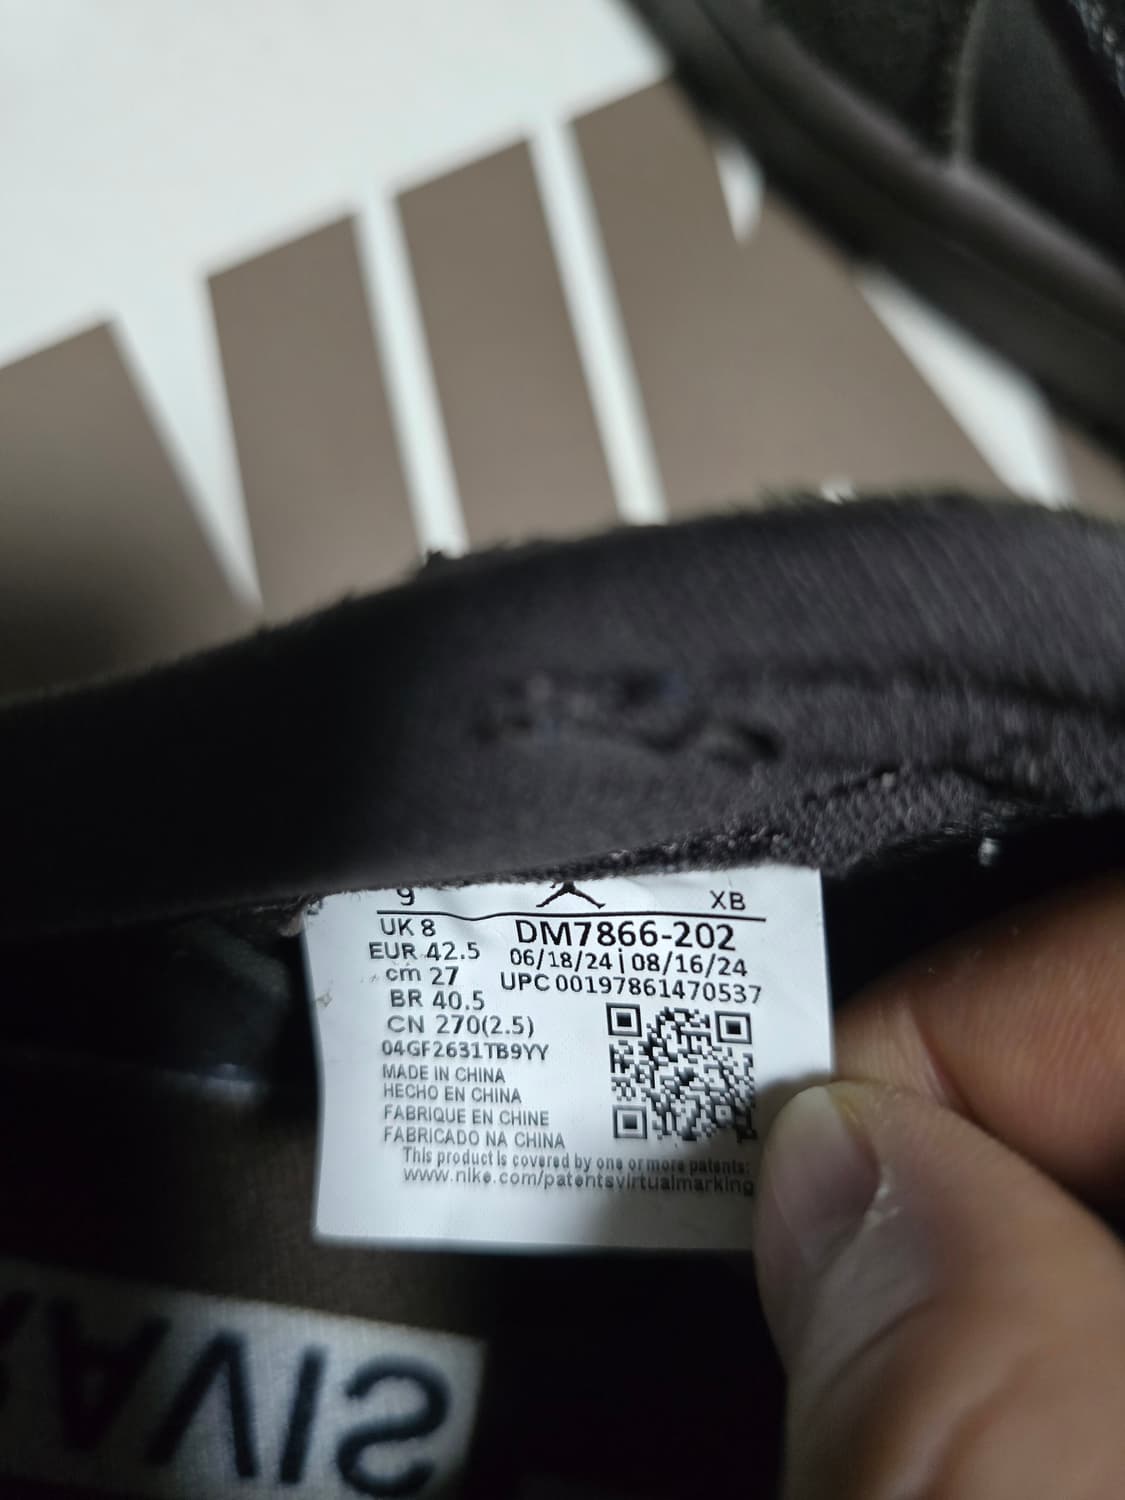 9 XB
UK 8 DM7866-202
EUR 42.5 06/18/24 | 08/16/24
cm 27 UPC 00197861470537
BR 40.5
CN 270(2.5)
04GF2631TB9YY
MADE IN CHINA
HECHO EN CHINA
FABRIQUE EN CHINE
FABRICADO NA CHINA
This product is covered by one or more patents:
www.nike.com/patentsvirtualmarking